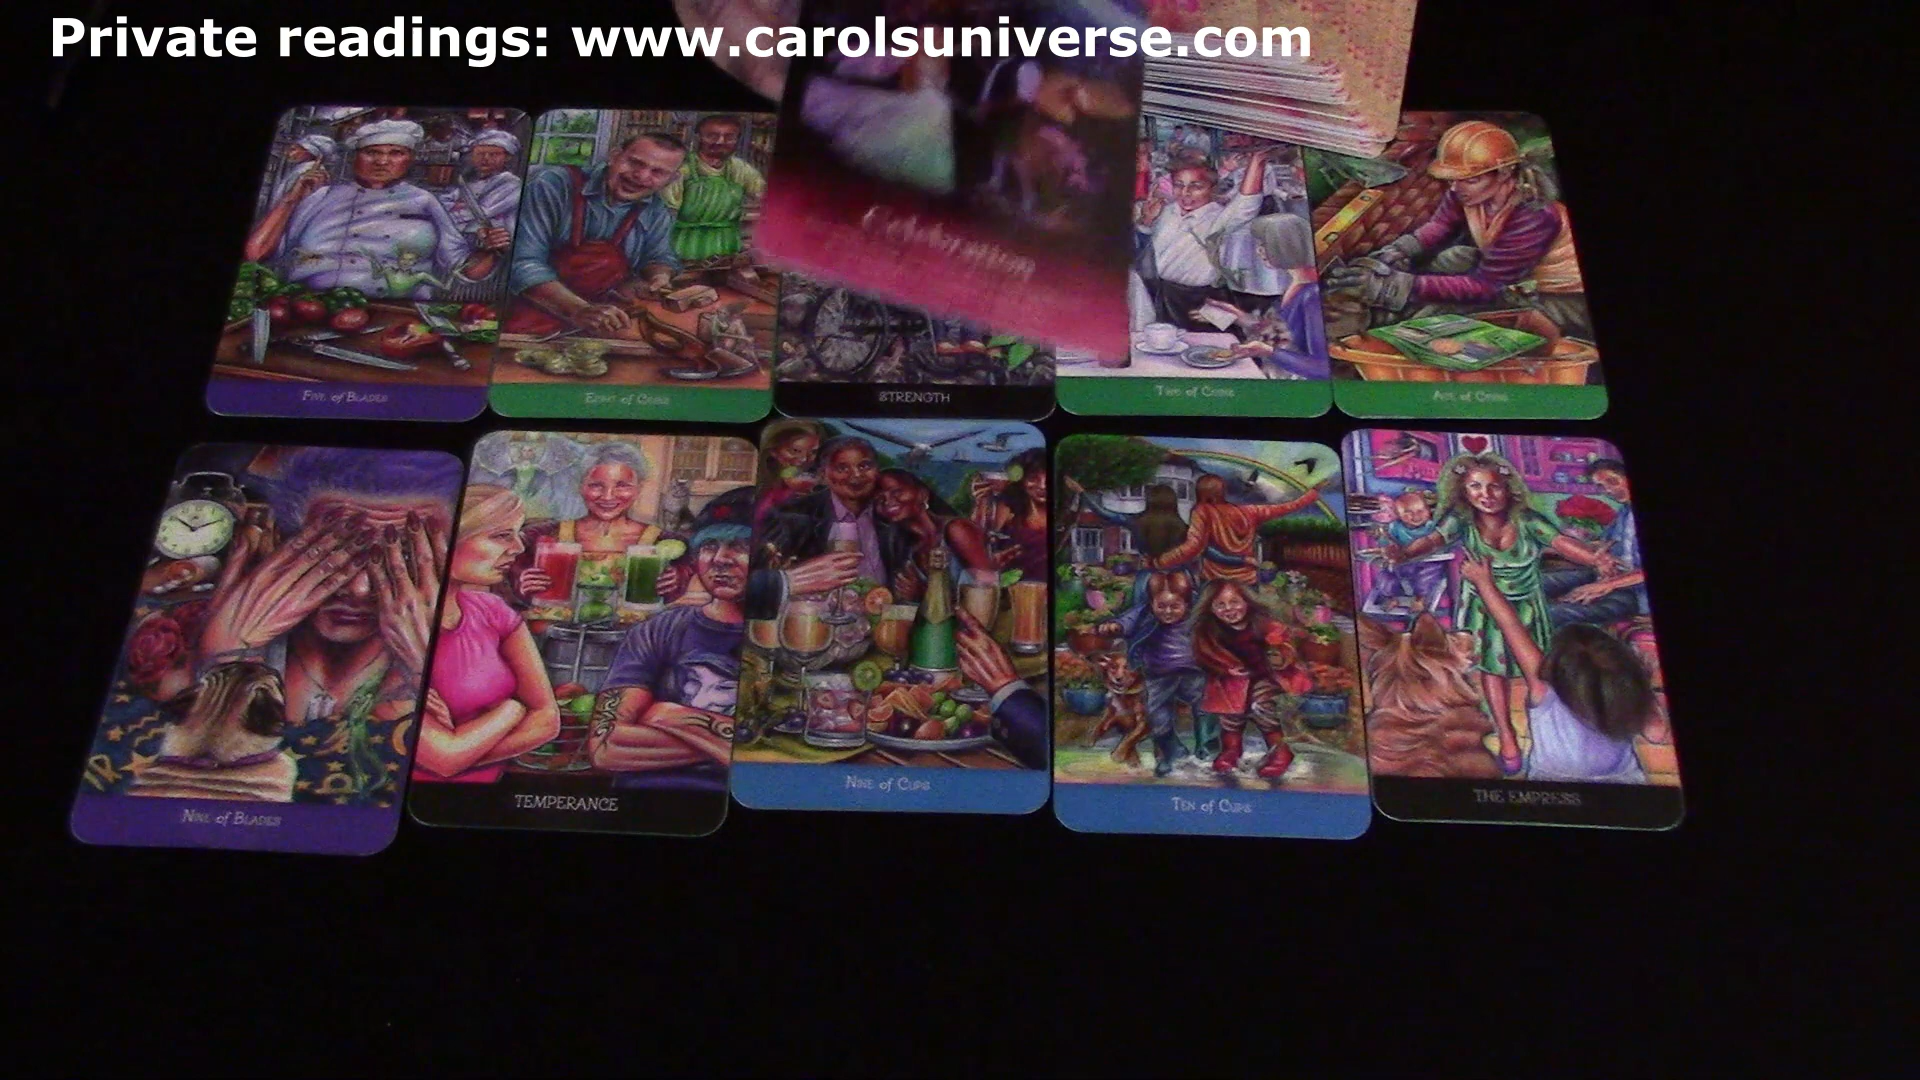 Private readings: www.carolsuniverse.com
Celebration
Five of Blades
Eight of Coins
STRENGTH
Two of Coins
Ace of Coins
Nine of Blades
TEMPERANCE
Nine of Cups
Ten of Cups
THE EMPRESS